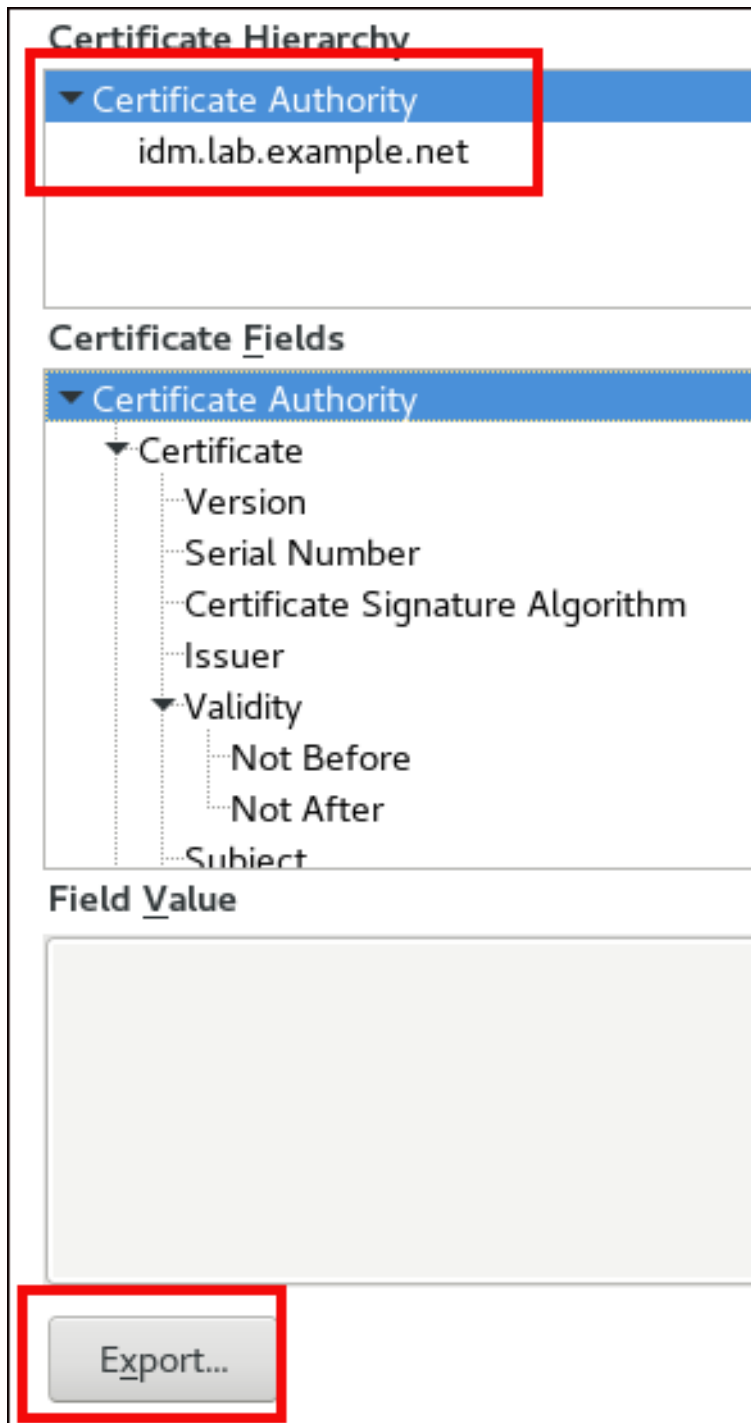 Certificate Hierarchy
Certificate Authority
idm.lab.example.net
Certificate Fields
Certificate Authority
Certificate
Version
Serial Number
Certificate Signature Algorithm
Issuer
Validity
Not Before
Not After
Subject
Field Value
Export...